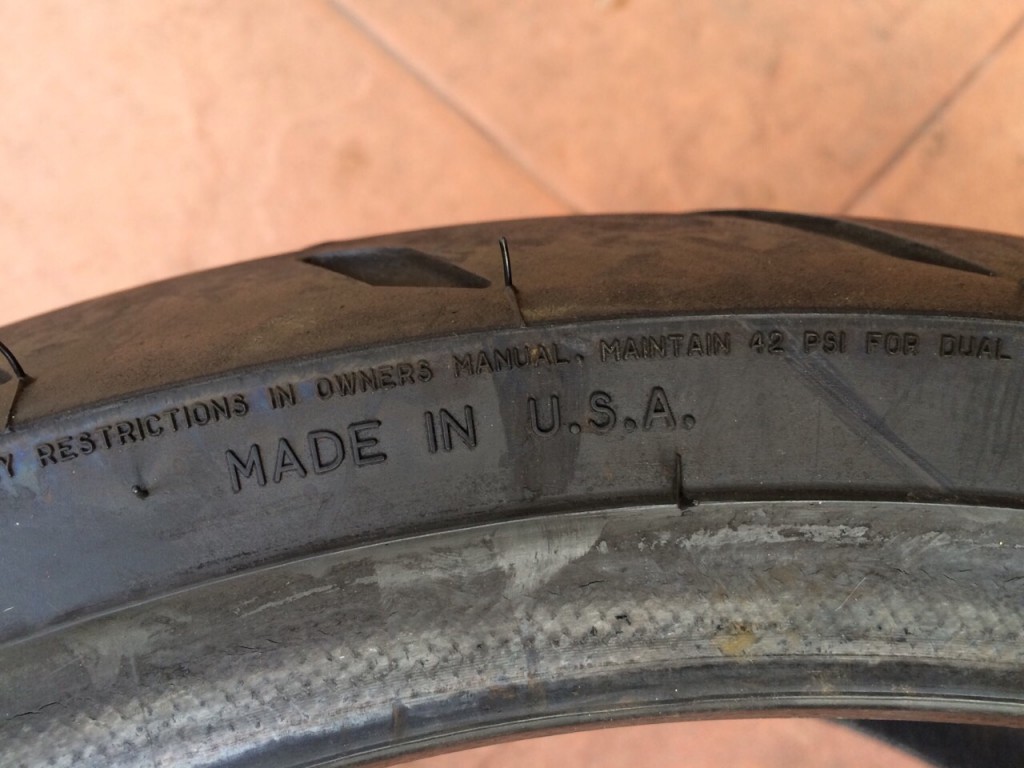 Y RESTRICTIONS IN OWNERS MANUAL. MAINTAIN 42 PSI FOR DUAL
MADE IN U.S.A.